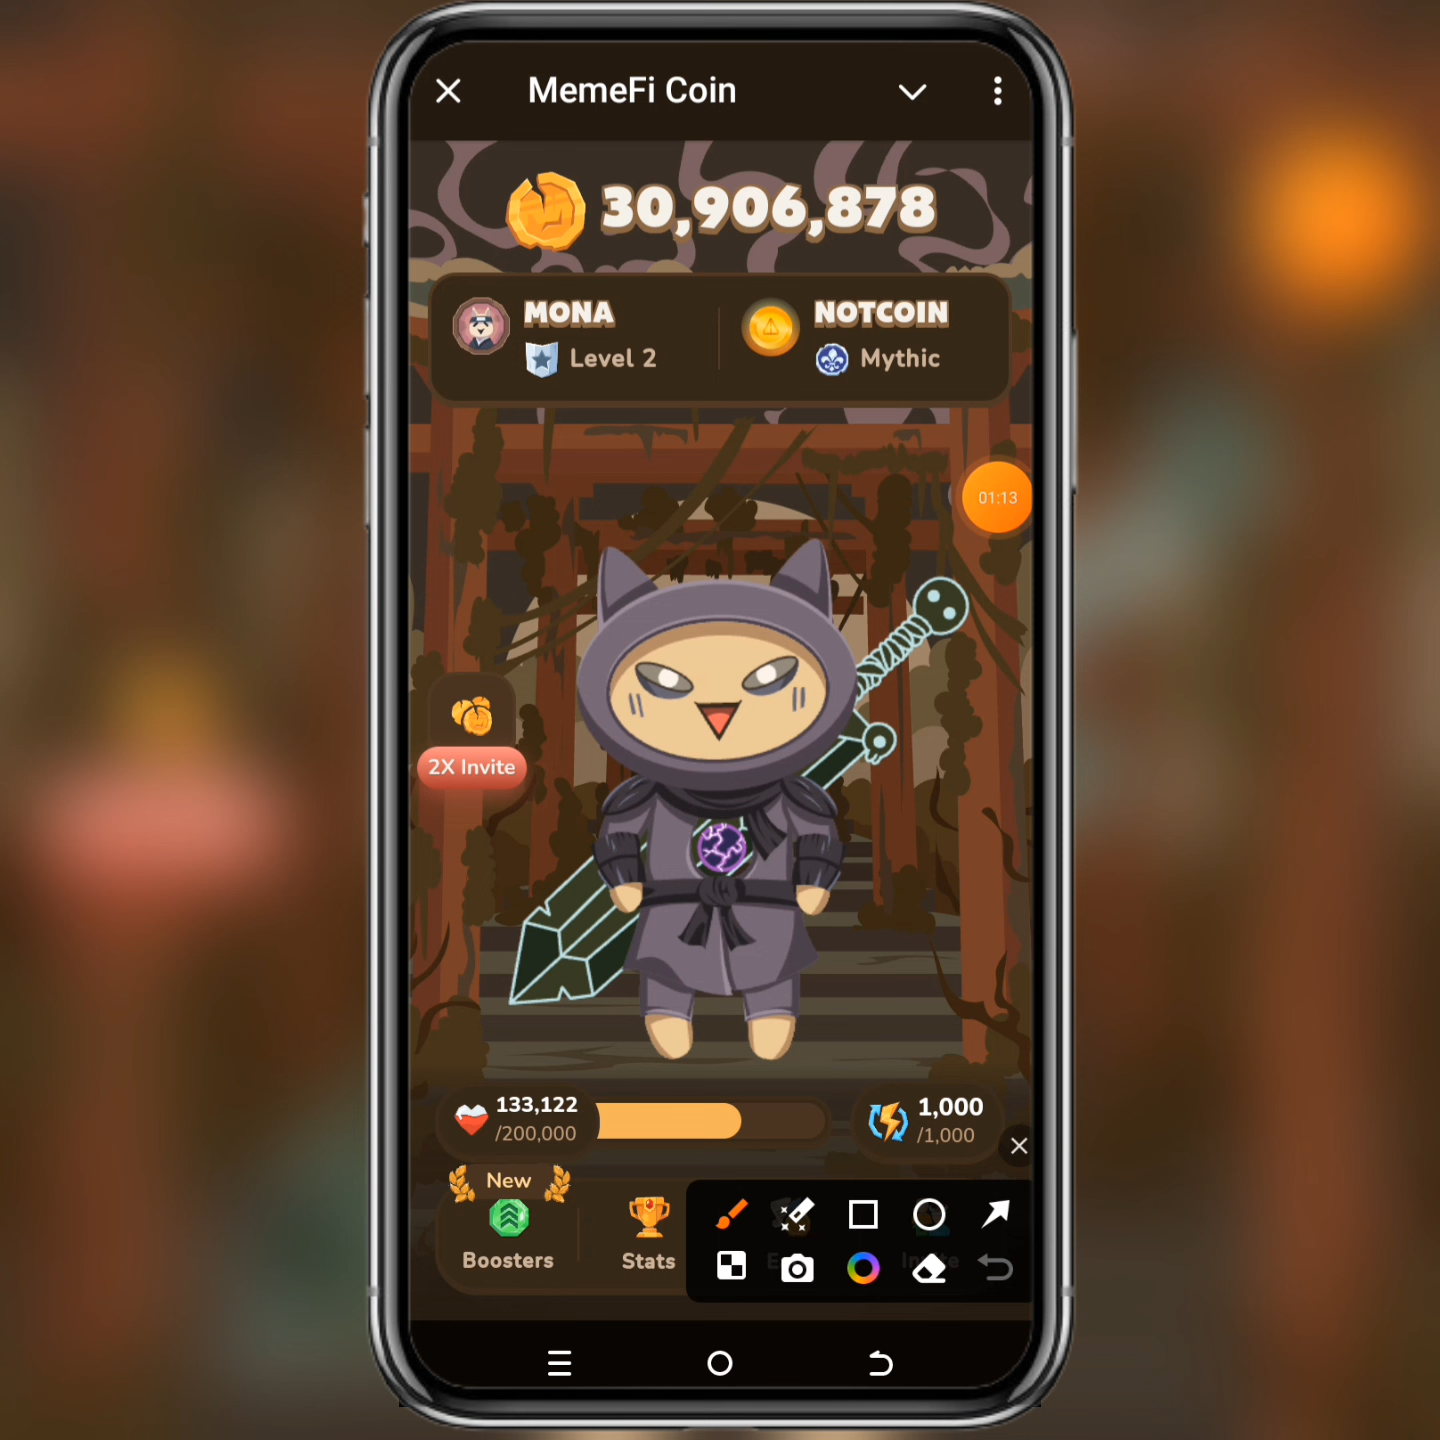 MemeFi Coin
30,906,878
MONA
Level 2
NOTCOIN
Mythic
01:13
2X Invite
133,122
/200,000
1,000
/1,000
New
Boosters
Stats